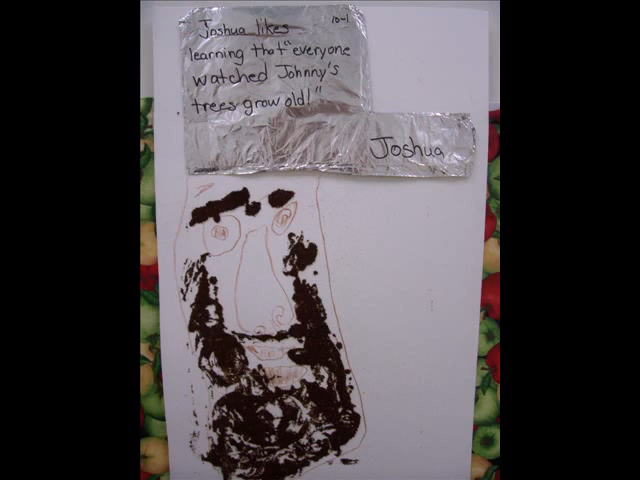 Joshua likes 10-1
learning that "everyone
watched Johnny's
trees grow old!"
Joshua